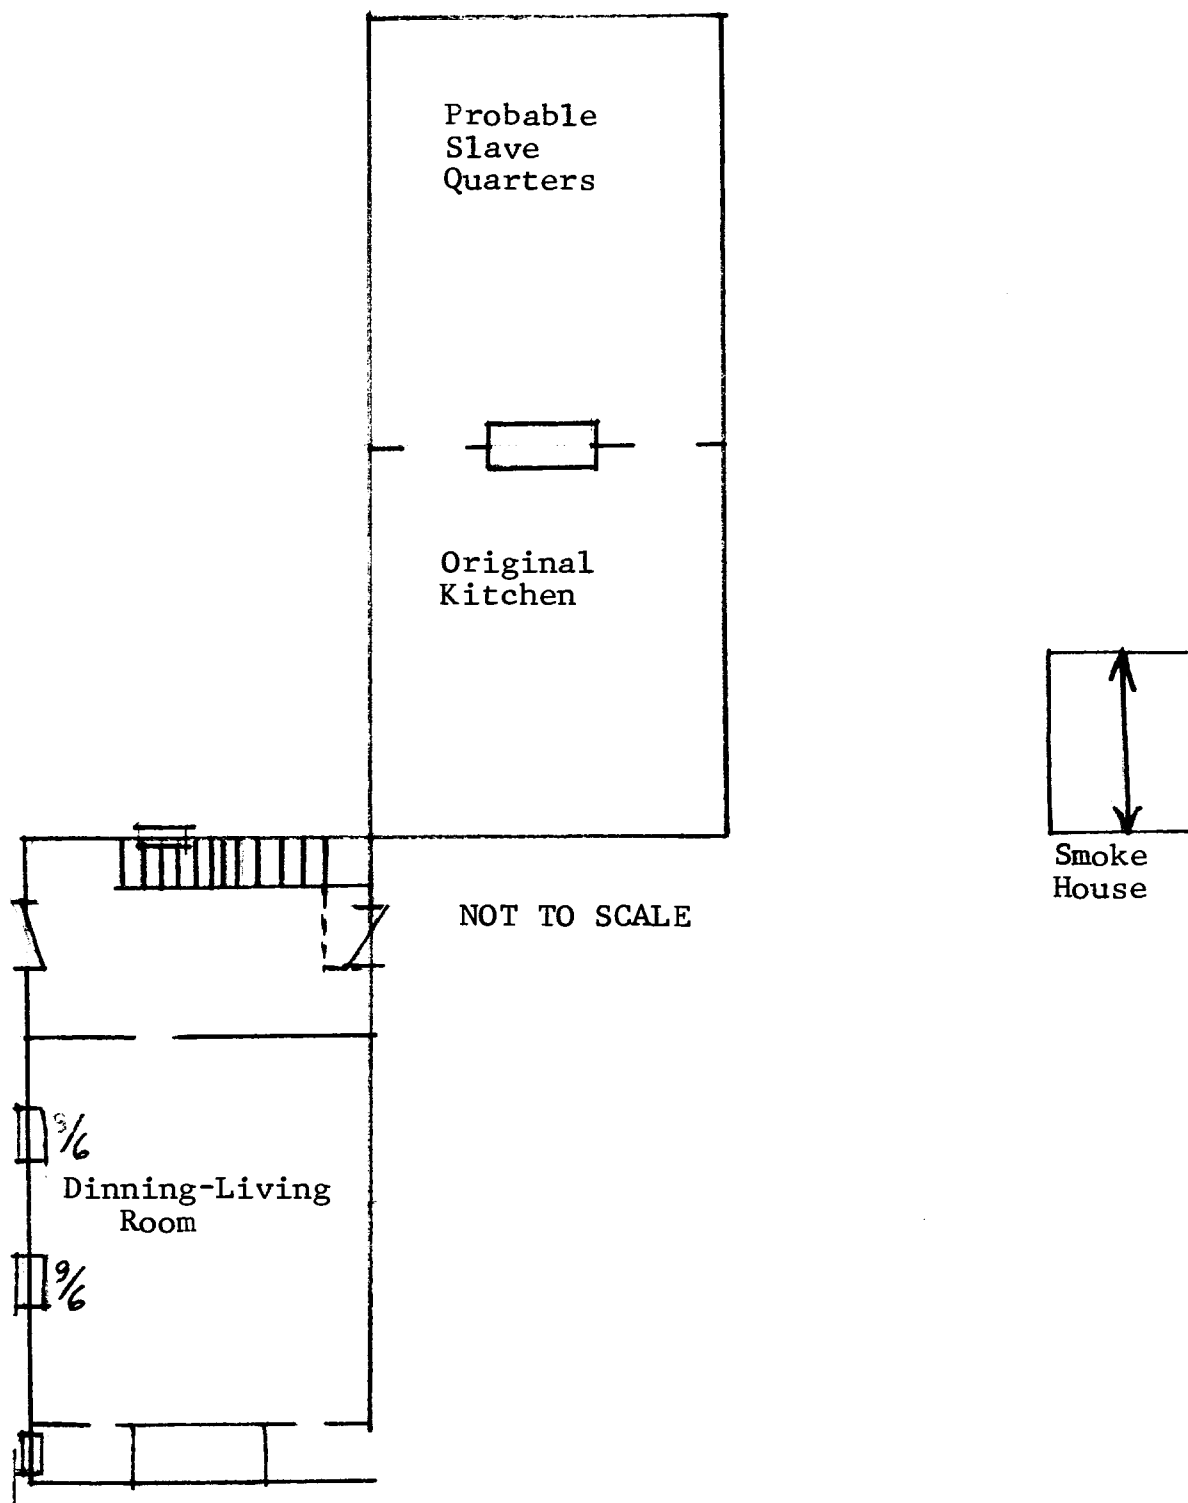 Probable
Slave
Quarters
Original
Kitchen
Smoke
House
NOT TO SCALE
9/6
Dinning-Living
Room
9/6